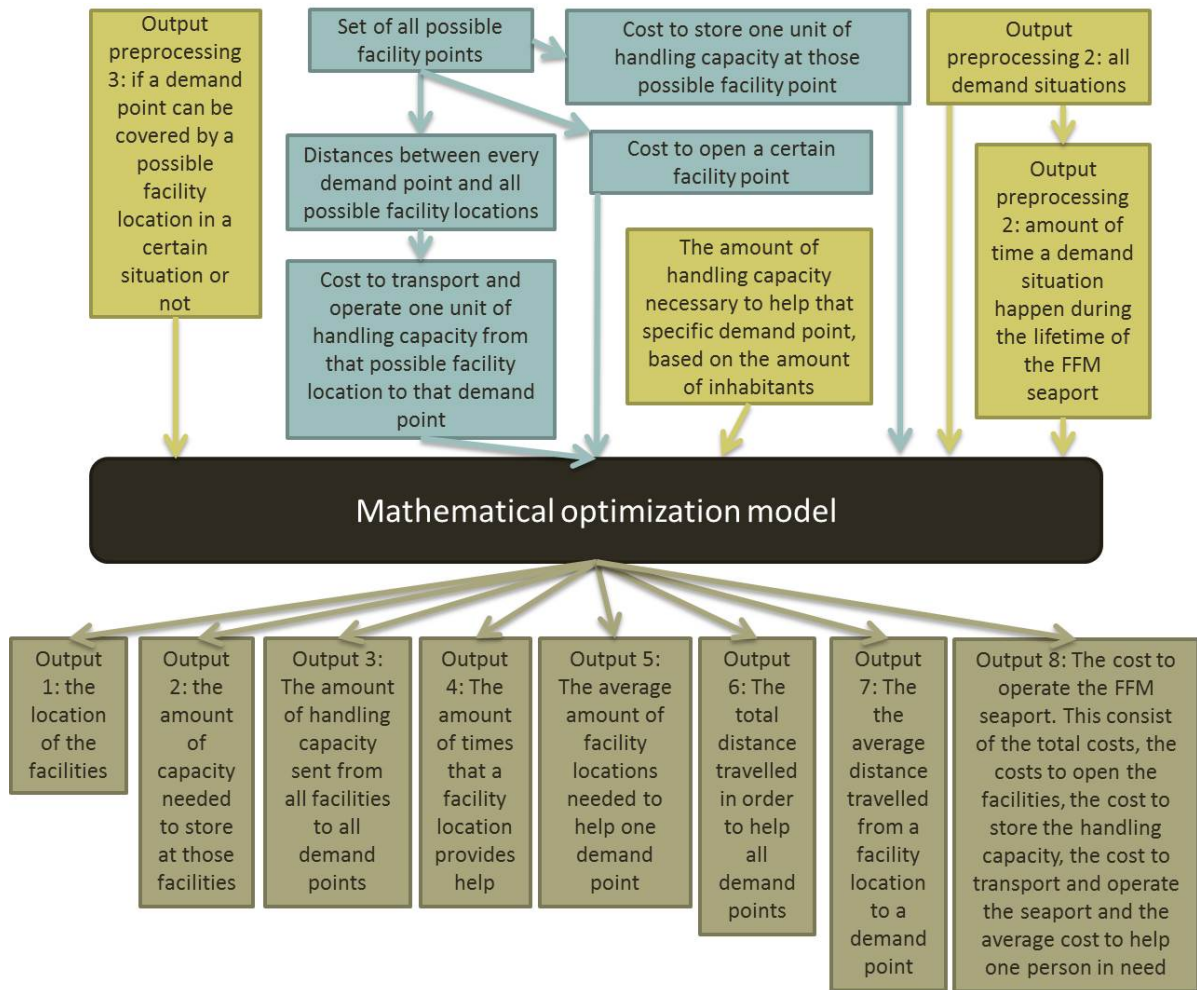 Output
preprocessing
3: if a demand
point can be
covered by a
possible
facility
location in a
certain
situation or
not
Set of all possible
facility points
Cost to store one unit of
handling capacity at those
possible facility point
Output
preprocessing 2: all
demand situations
Distances between every
demand point and all
possible facility locations
Cost to open a certain
facility point
Output
preprocessing
2: amount of
time a demand
situation
happen during
the lifetime of
the FFM
seaport
The amount of
handling capacity
necessary to help that
specific demand point,
based on the amount
of inhabitants
Cost to transport and
operate one unit of
handling capacity from
that possible facility
location to that demand
point
Mathematical optimization model
Output
1: the
location
of the
facilities
Output
2: the
amount
of
capacity
needed
to store
at those
facilities
Output 3:
The amount
of handling
capacity
sent from
all facilities
to all
demand
points
Output
4: The
amount
of times
that a
facility
location
provides
help
Output 5:
The average
amount of
facility
locations
needed to
help one
demand
point
Output
6: The
total
distance
travelled
in order
to help
all
demand
points
Output
7: The
the
average
distance
travelled
from a
facility
location
to a
demand
point
Output 8: The cost to
operate the FFM
seaport. This consist
of the total costs, the
costs to open the
facilities, the cost to
store the handling
capacity, the cost to
transport and operate
the seaport and the
average cost to help
one person in need